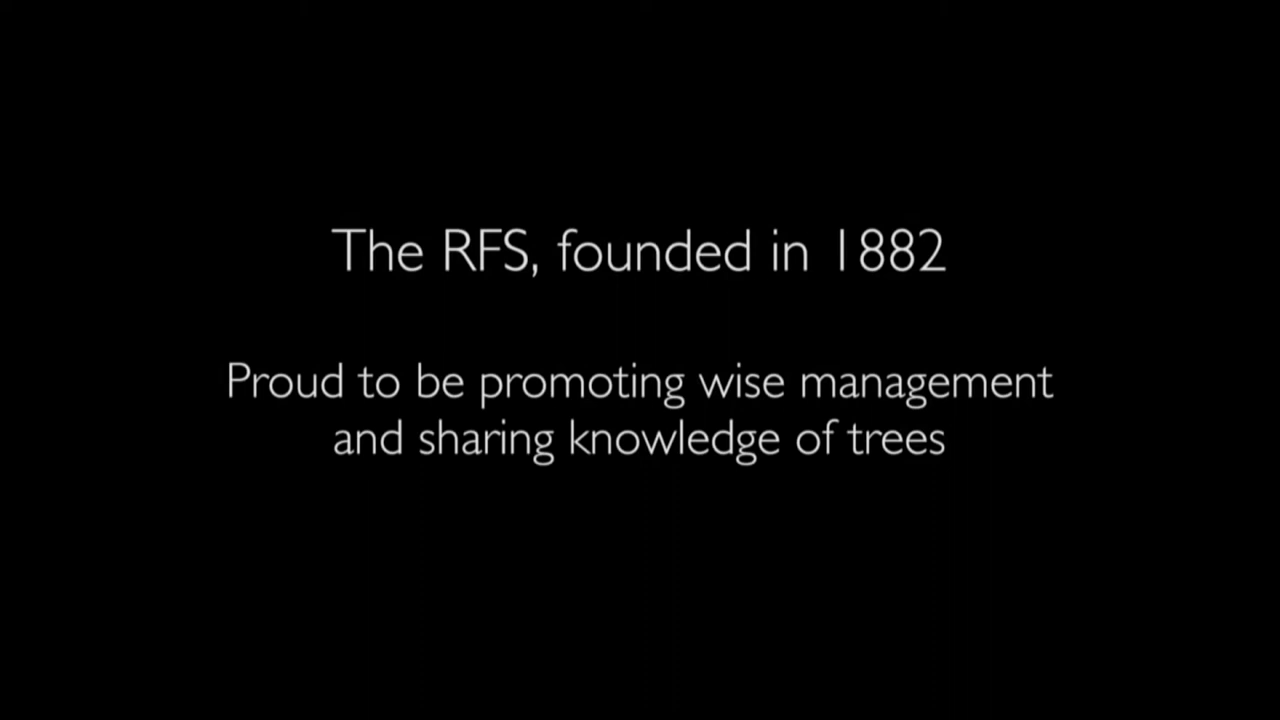 The RFS, founded in 1882
Proud to be promoting wise management
and sharing knowledge of trees